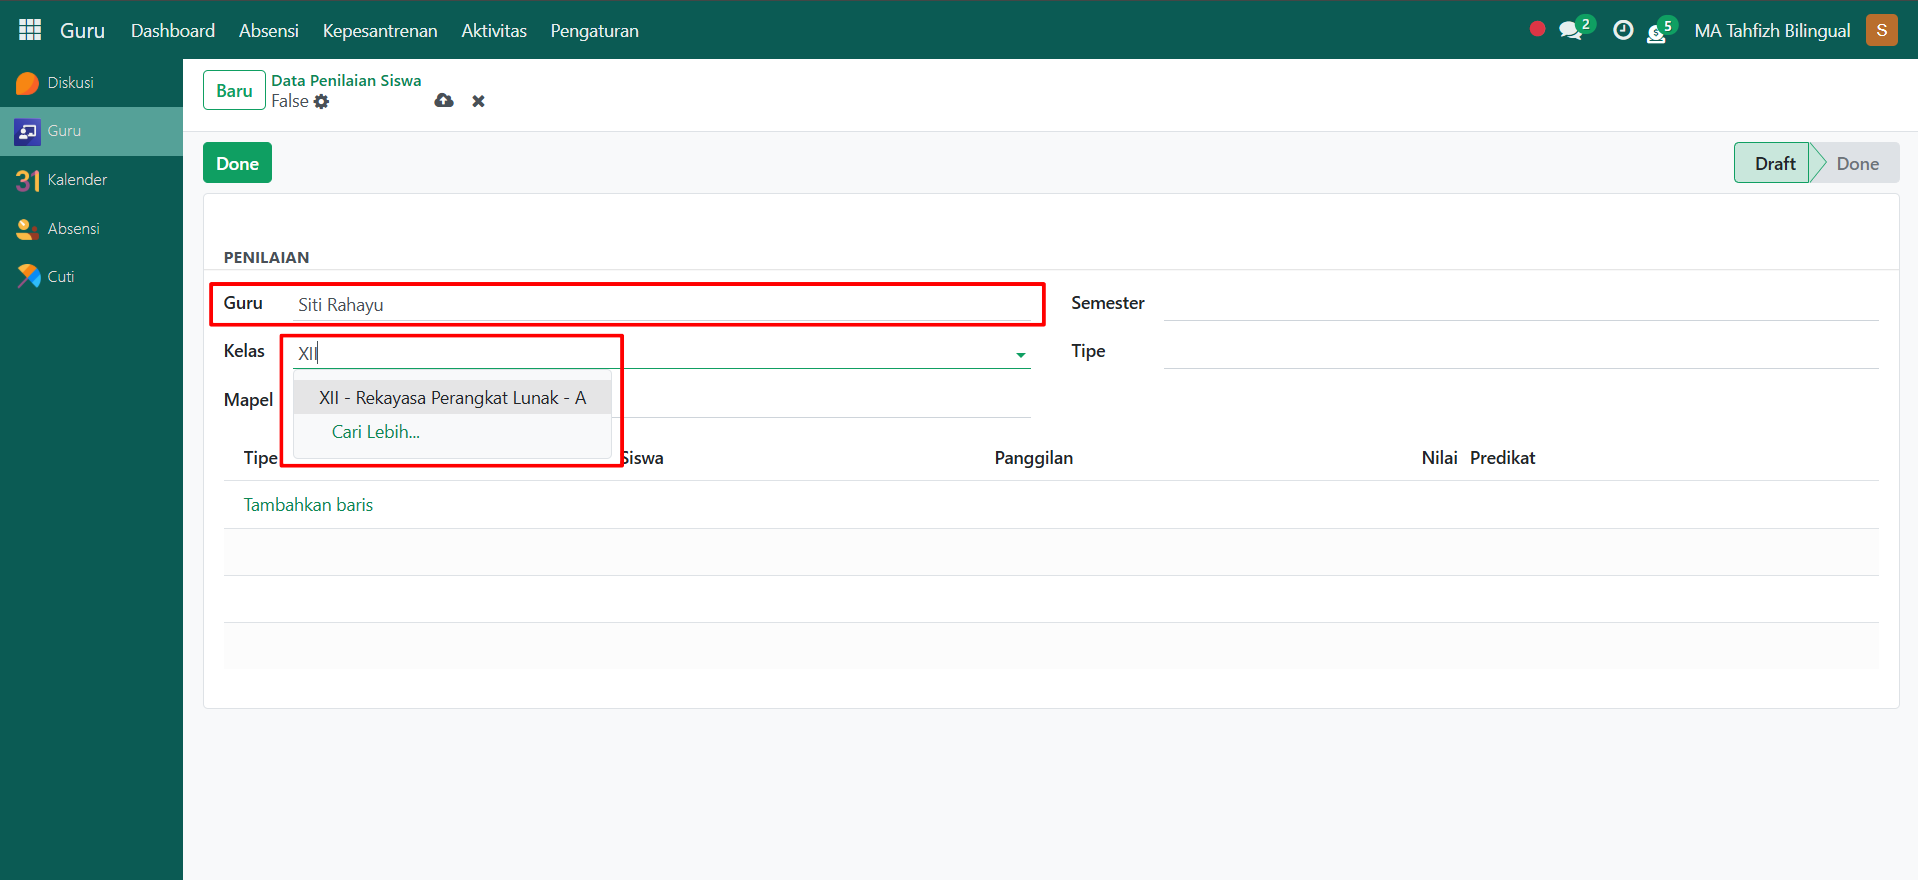 Guru Dashboard Absensi Kepesantrenan Aktivitas Pengaturan 2 5 MA Tahfizh Bilingual S
Diskusi
Guru
31 Kalender
Absensi
Cuti
Baru Data Penilaian Siswa
False
Done Draft Done
PENILAIAN
Guru Siti Rahayu Semester
Kelas XII Tipe
XII - Rekayasa Perangkat Lunak - A
Mapel
Cari Lebih...
Tipe Siswa Panggilan Nilai Predikat
Tambahkan baris